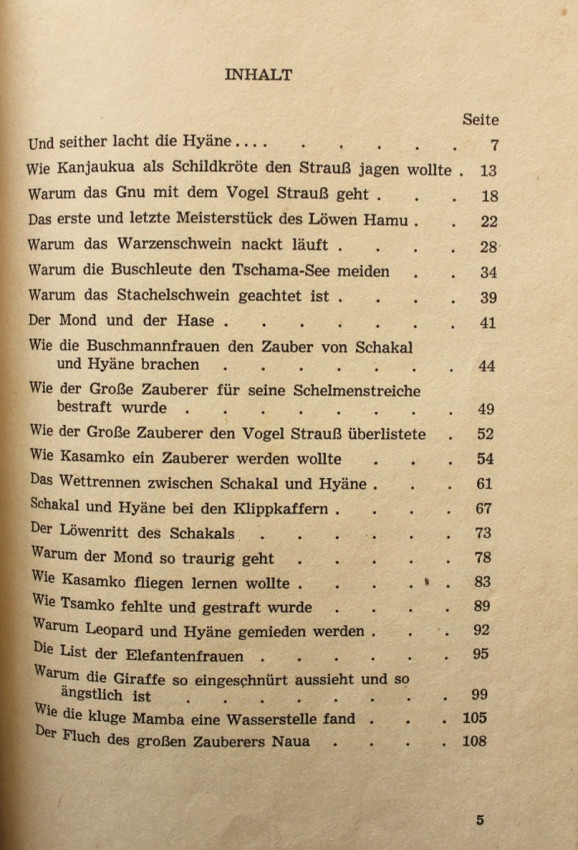 INHALT
Seite
Und seither lacht die Hyäne .... . . . . . 7
Wie Kanjaukua als Schildkröte den Strauß jagen wollte . 13
Warum das Gnu mit dem Vogel Strauß geht . . . 18
Das erste und letzte Meisterstück des Löwen Hamu . . 22
Warum das Warzenschwein nackt läuft . . . . 28
Warum die Buschleute den Tschama-See meiden . . 34
Warum das Stachelschwein geachtet ist . . . . 39
Der Mond und der Hase . . . . . . . 41
Wie die Buschmannfrauen den Zauber von Schakal
und Hyäne brachen . . . . . . . 44
Wie der Große Zauberer für seine Schelmenstreiche
bestraft wurde . . . . . . . . 49
Wie der Große Zauberer den Vogel Strauß überlistete . 52
Wie Kasamko ein Zauberer werden wollte . . . 54
Das Wettrennen zwischen Schakal und Hyäne . . . 61
Schakal und Hyäne bei den Klippkaffern . . . . 67
Der Löwenritt des Schakals . . . . . . 73
Warum der Mond so traurig geht . . . . . 78
Wie Kasamko fliegen lernen wollte . . . . . 83
Wie Tsamko fehlte und gestraft wurde . . . . 89
Warum Leopard und Hyäne gemieden werden . . . 92
Die List der Elefantenfrauen . . . . . . 95
Warum die Giraffe so eingeschnürt aussieht und so
ängstlich ist . . . . . . . . 99
Wie die kluge Mamba eine Wasserstelle fand . . . 105
Der Fluch des großen Zauberers Naua . . . . 108
5